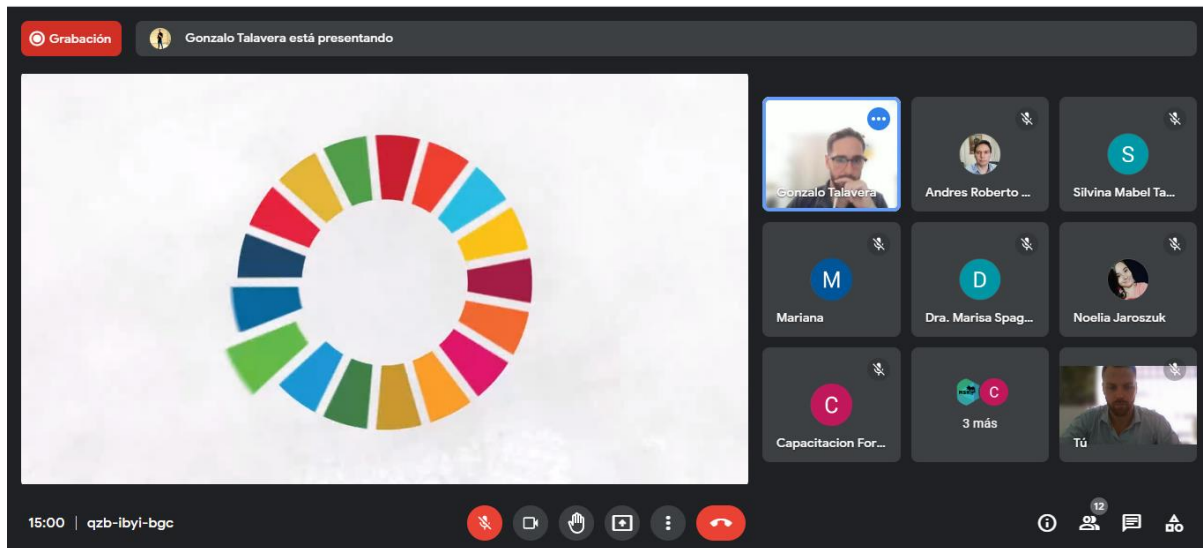 Grabación
Gonzalo Talavera está presentando
Gonzalo Talavera
Andres Roberto ...
S
Silvina Mabel Ta...
M
Mariana
D
Dra. Marisa Spag...
Noelia Jaroszuk
C
Capacitacion For...
C
3 más
Tú
15:00 | qzb-ibyi-bgc
12